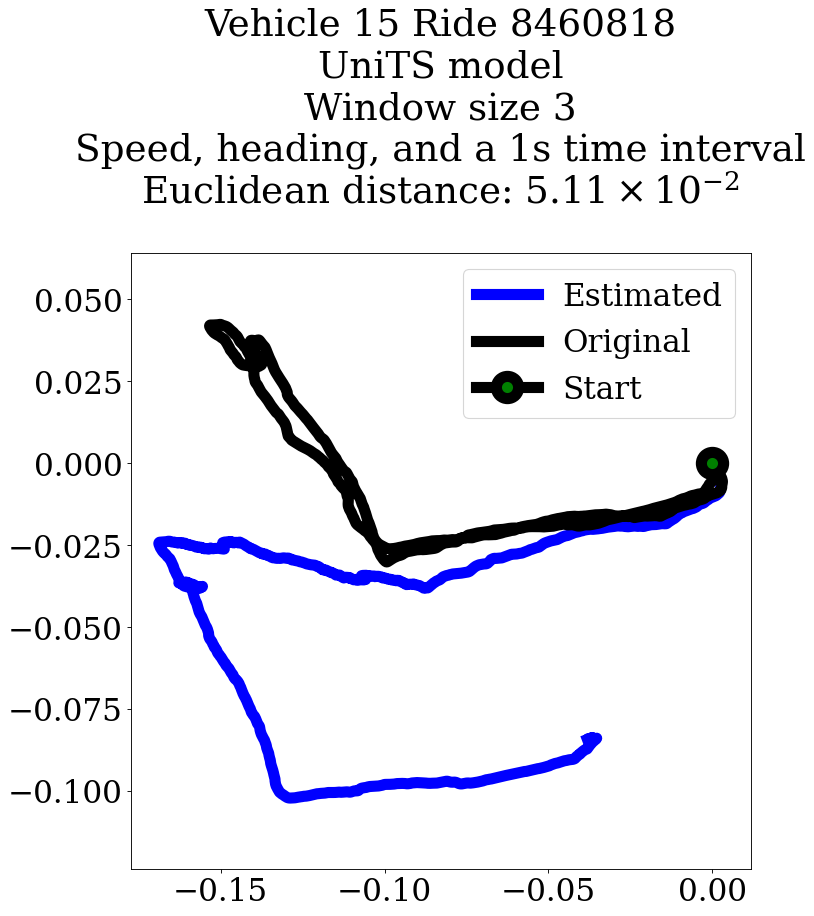 Vehicle 15 Ride 8460818
UniTS model
Window size 3
Speed, heading, and a 1s time interval
Euclidean distance: 5.11 × 10⁻²
Estimated
Original
Start
0.050
0.025
0.000
−0.025
−0.050
−0.075
−0.100
−0.15 −0.10 −0.05 0.00